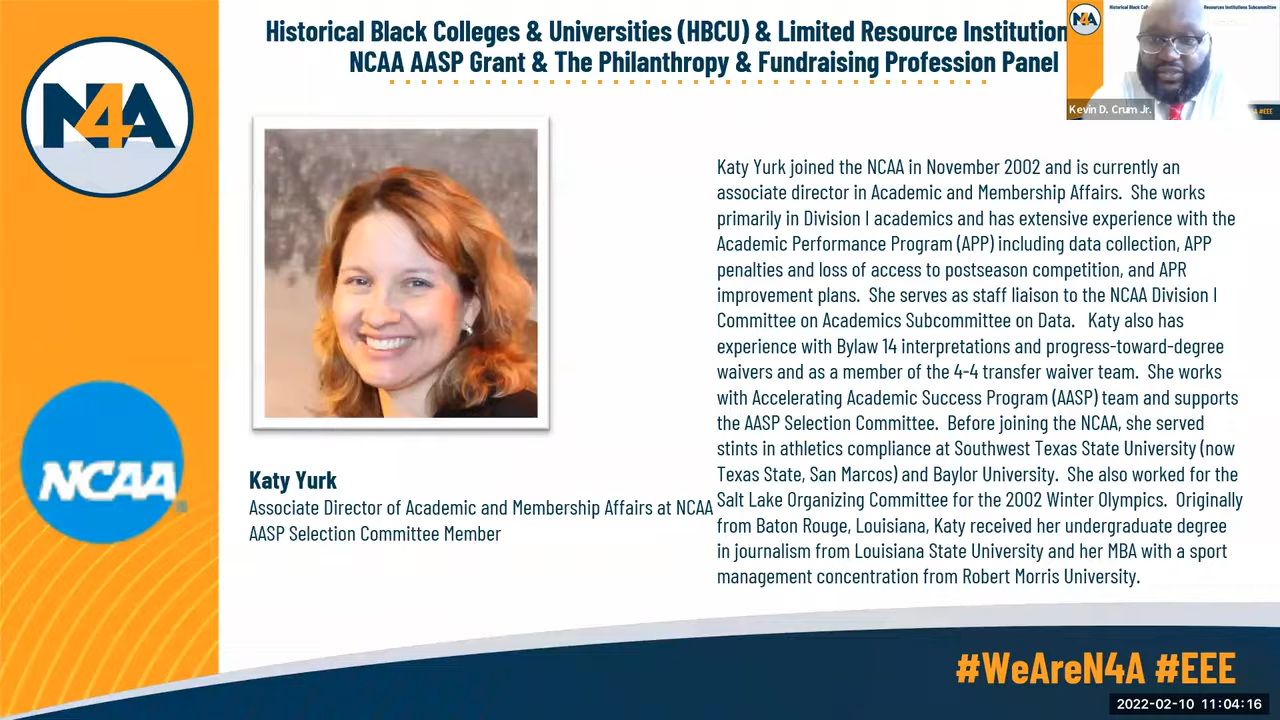 Historical Black Colleges & Universities (HBCU) & Limited Resource Institution
NCAA AASP Grant & The Philanthropy & Fundraising Profession Panel
N4A
N4A
Historical Black Col
Resources Institutions Subcommittee
Kevin D. Crum Jr.
#EEE
Katy Yurk joined the NCAA in November 2002 and is currently an
associate director in Academic and Membership Affairs. She works
primarily in Division I academics and has extensive experience with the
Academic Performance Program (APP) including data collection, APP
penalties and loss of access to postseason competition, and APR
improvement plans. She serves as staff liaison to the NCAA Division I
Committee on Academics Subcommittee on Data. Katy also has
experience with Bylaw 14 interpretations and progress-toward-degree
waivers and as a member of the 4-4 transfer waiver team. She works
with Accelerating Academic Success Program (AASP) team and supports
the AASP Selection Committee. Before joining the NCAA, she served
stints in athletics compliance at Southwest Texas State University (now
Texas State, San Marcos) and Baylor University. She also worked for the
Salt Lake Organizing Committee for the 2002 Winter Olympics. Originally
from Baton Rouge, Louisiana, Katy received her undergraduate degree
in journalism from Louisiana State University and her MBA with a sport
management concentration from Robert Morris University.
NCAA
Katy Yurk
Associate Director of Academic and Membership Affairs at NCAA
AASP Selection Committee Member
#WeAreN4A #EEE
2022-02-10 11:04:16